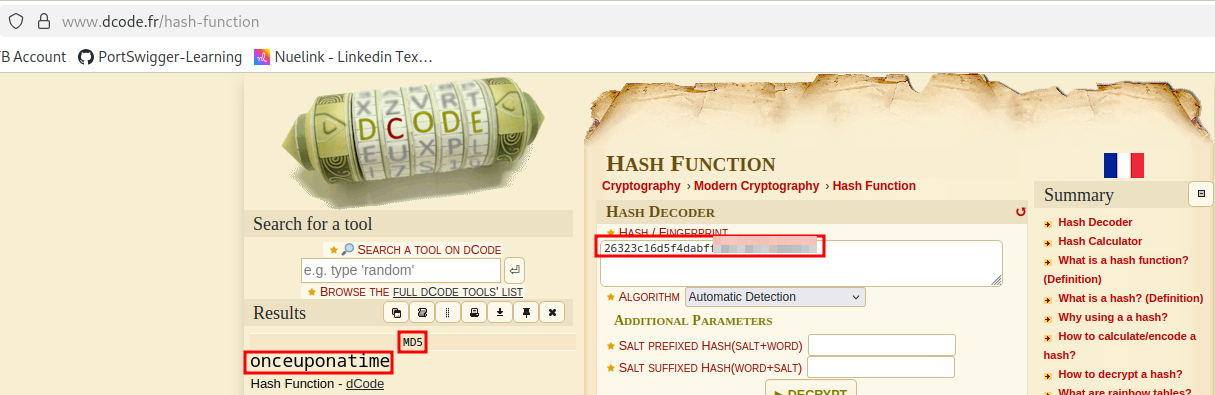 www.dcode.fr/hash-function
TB Account PortSwigger-Learning Nuelink - Linkedin Tex…
X Z V R T
D C O D E
E U X P L
HASH FUNCTION
Cryptography › Modern Cryptography › Hash Function
Search for a tool
★ SEARCH A TOOL ON DCODE
e.g. type 'random'
★ BROWSE THE FULL DCODE TOOLS' LIST
Results
MD5
onceuponatime
Hash Function - dCode
HASH DECODER
★ HASH / FINGERPRINT
26323c16d5f4dabff
★ ALGORITHM Automatic Detection
ADDITIONAL PARAMETERS
★ SALT PREFIXED HASH(SALT+WORD)
★ SALT SUFFIXED HASH(WORD+SALT)
► DECRYPT
Summary
Hash Decoder
Hash Calculator
What is a hash function?
(Definition)
What is a hash? (Definition)
Why using a a hash?
How to calculate/encode a
hash?
How to decrypt a hash?
What are rainbow tables?